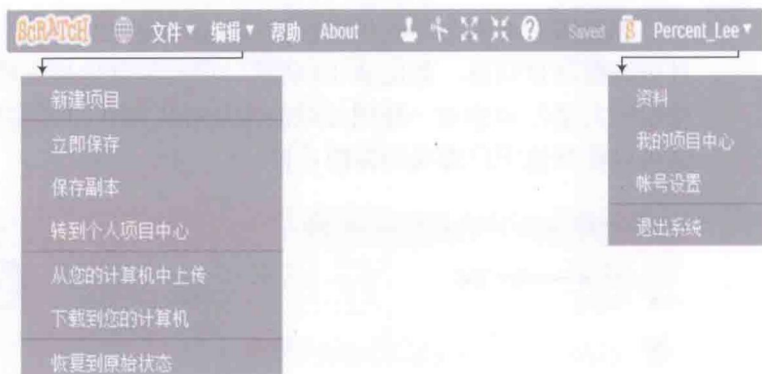 SCRATCH 文件▼ 编辑▼ 帮助 About Saved Percent_Lee▼
新建项目
立即保存
保存副本
转到个人项目中心
从您的计算机中上传
下载到您的计算机
恢复到原始状态
资料
我的项目中心
帐号设置
退出系统